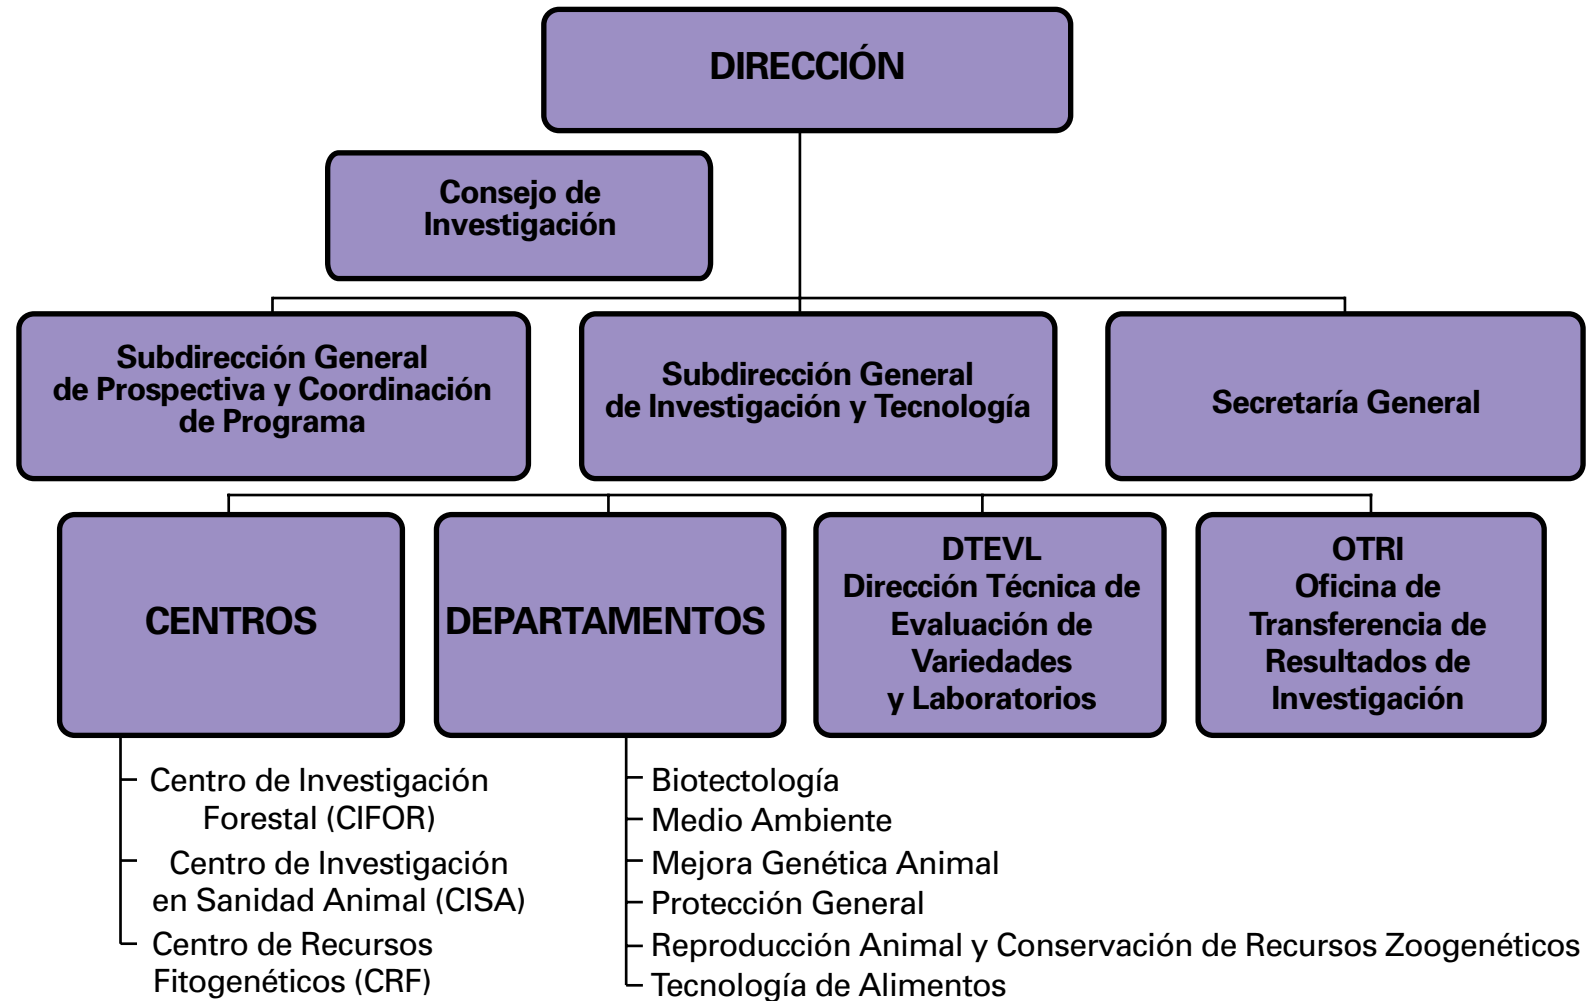 DIRECCIÓN
Consejo de
Investigación
Subdirección General
de Prospectiva y Coordinación
de Programa
Subdirección General
de Investigación y Tecnología
Secretaría General
CENTROS
DEPARTAMENTOS
DTEVL
Dirección Técnica de
Evaluación de
Variedades
y Laboratorios
OTRI
Oficina de
Transferencia de
Resultados de
Investigación
Centro de Investigación
Forestal (CIFOR)
Centro de Investigación
en Sanidad Animal (CISA)
Centro de Recursos
Fitogenéticos (CRF)
Biotectología
Medio Ambiente
Mejora Genética Animal
Protección General
Reproducción Animal y Conservación de Recursos Zoogenéticos
Tecnología de Alimentos